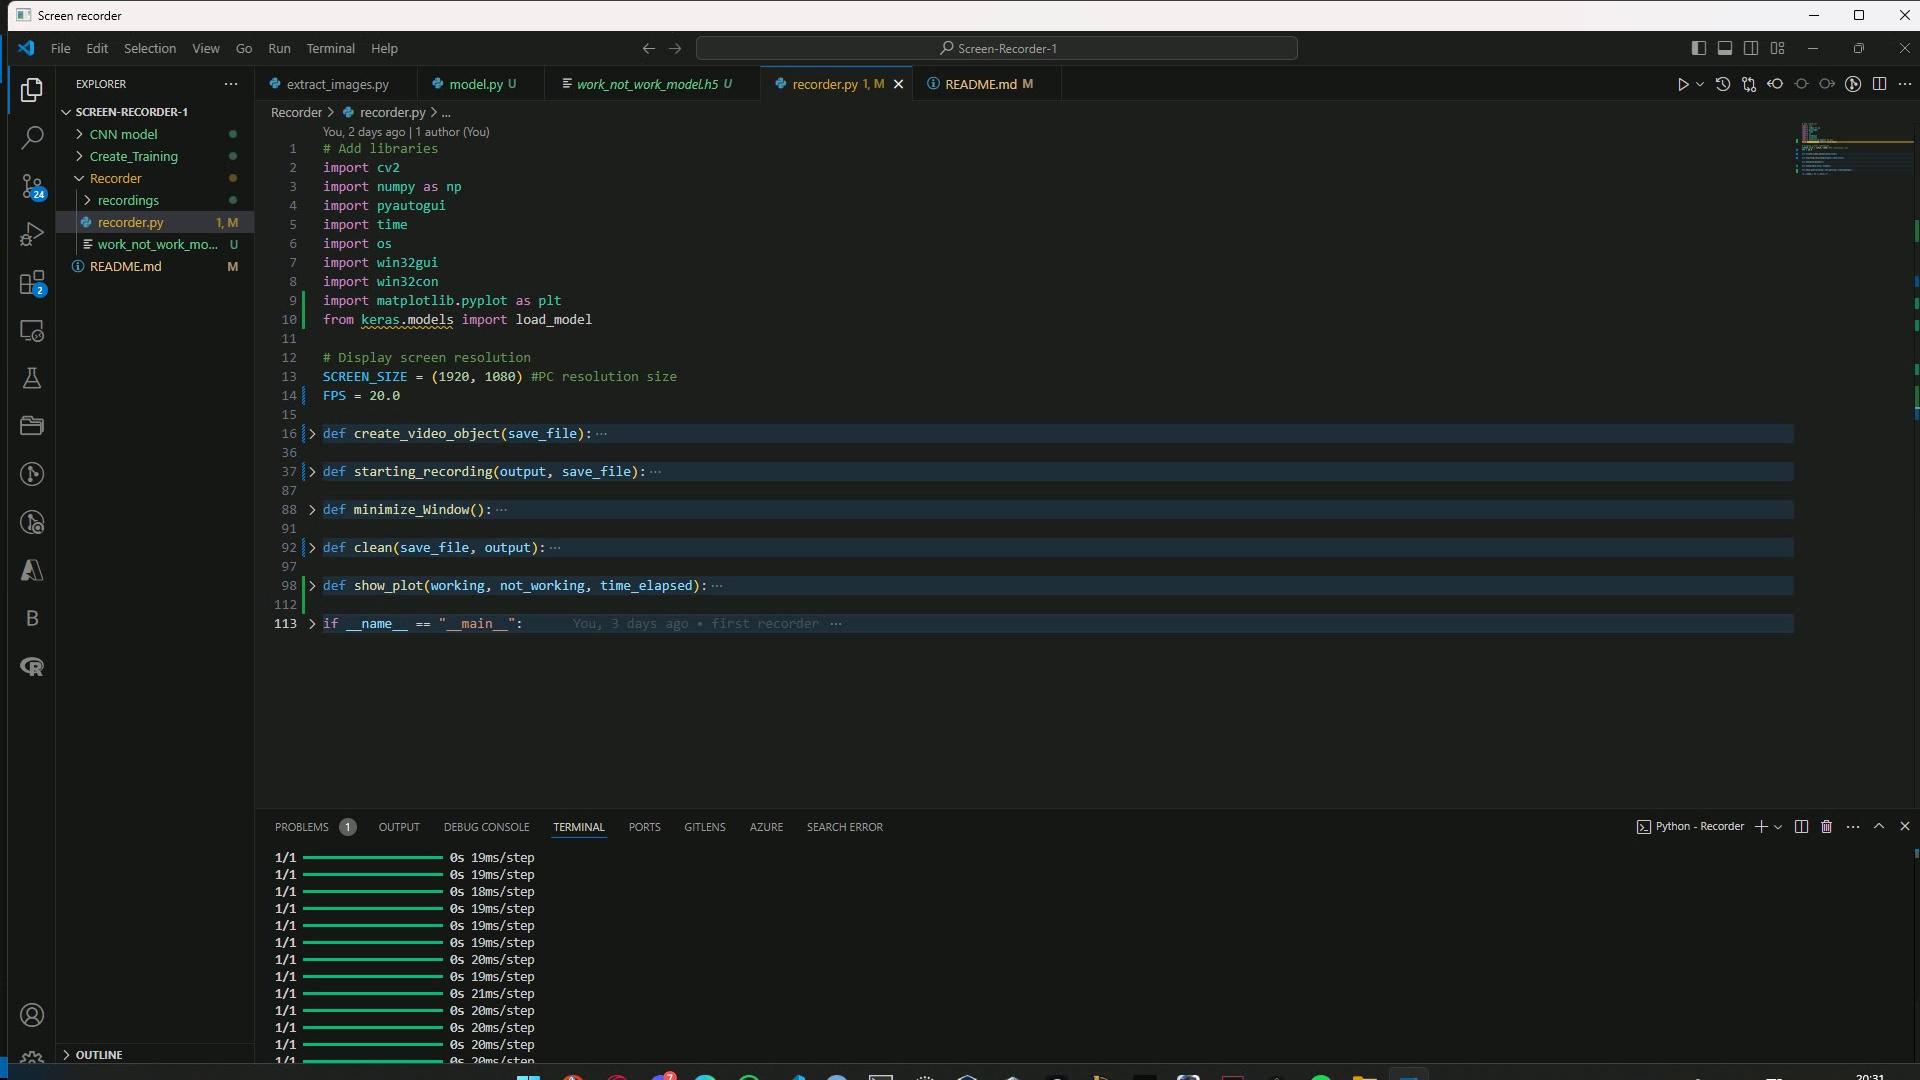 Screen recorder
File Edit Selection View Go Run Terminal Help
Screen-Recorder-1
EXPLORER
extract_images.py
model.py U
work_not_work_model.h5 U
recorder.py 1, M
README.md M
SCREEN-RECORDER-1
CNN model
Create_Training
Recorder
recordings
recorder.py 1, M
work_not_work_mo... U
README.md M
24
2
Recorder > recorder.py > ...
You, 2 days ago | 1 author (You)
1 # Add libraries
2 import cv2
3 import numpy as np
4 import pyautogui
5 import time
6 import os
7 import win32gui
8 import win32con
9 import matplotlib.pyplot as plt
10 from keras.models import load_model
11
12 # Display screen resolution
13 SCREEN_SIZE = (1920, 1080) #PC resolution size
14 FPS = 20.0
15
16 def create_video_object(save_file): ...
36
37 def starting_recording(output, save_file): ...
87
88 def minimize_Window(): ...
91
92 def clean(save_file, output): ...
97
98 def show_plot(working, not_working, time_elapsed): ...
112
113 if __name__ == "__main__": You, 3 days ago • first recorder ...
PROBLEMS 1 OUTPUT DEBUG CONSOLE TERMINAL PORTS GITLENS AZURE SEARCH ERROR
Python - Recorder
1/1 0s 19ms/step
1/1 0s 19ms/step
1/1 0s 18ms/step
1/1 0s 19ms/step
1/1 0s 19ms/step
1/1 0s 19ms/step
1/1 0s 20ms/step
1/1 0s 19ms/step
1/1 0s 21ms/step
1/1 0s 20ms/step
1/1 0s 20ms/step
1/1 0s 20ms/step
1/1 0s 20ms/step
OUTLINE
7
20:31